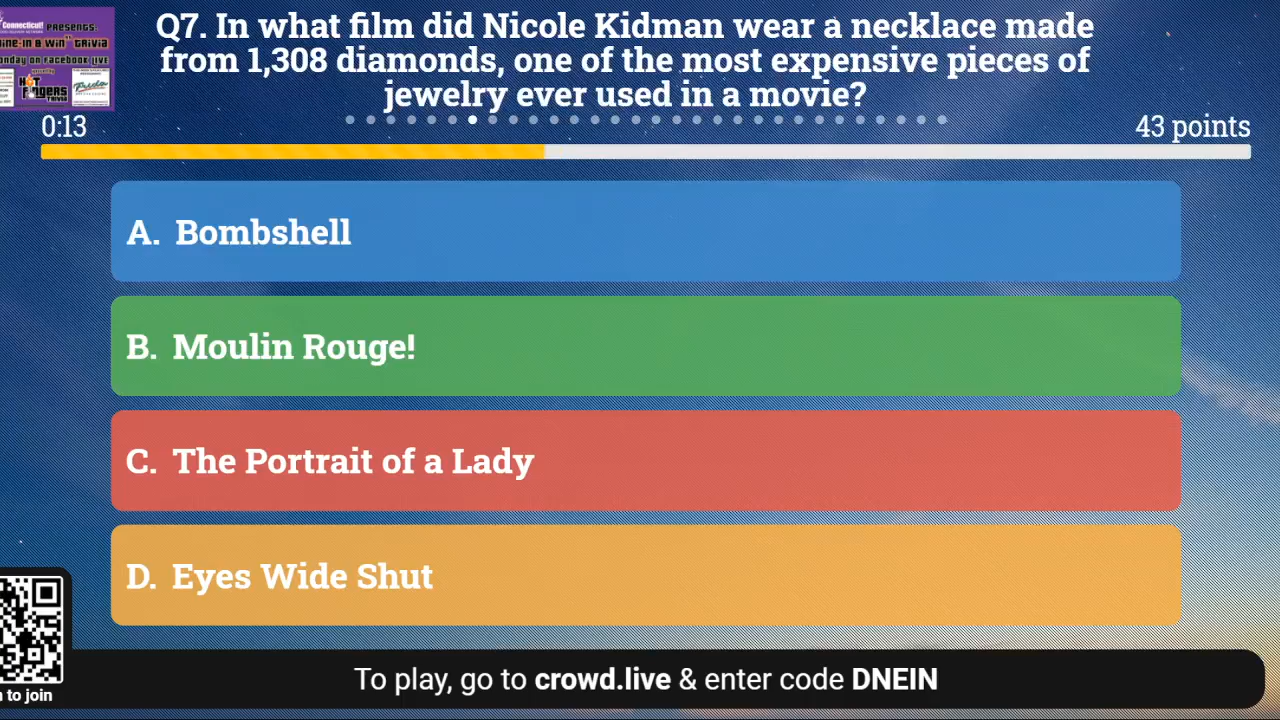 Connecticut! PRESENTS:
Q7. In what film did Nicole Kidman wear a necklace made
from 1.308 diamonds, one of the most expensive pieces of
jewelry ever used in a movie?
0:13
43 points
A. Bombshell
B. Moulin Rouge!
C. The Portrait of a Lady
D. Eyes Wide Shut
to join
To play, go to crowd.live & enter code DNEIN